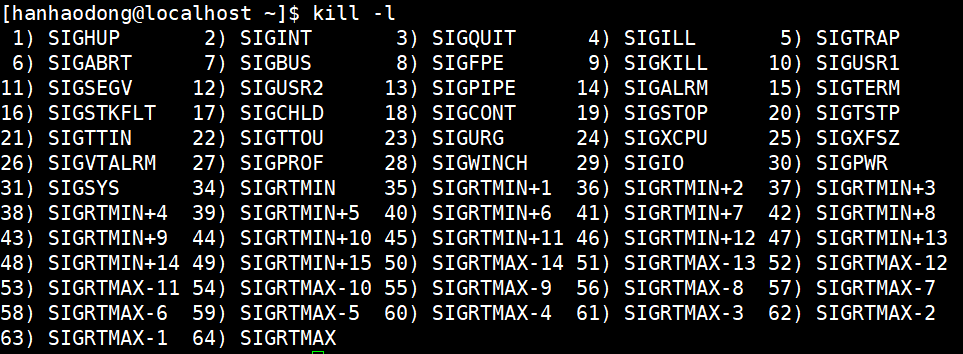 [hanhaodong@localhost ~]$ kill -l
 1) SIGHUP       2) SIGINT       3) SIGQUIT      4) SIGILL       5) SIGTRAP
 6) SIGABRT      7) SIGBUS       8) SIGFPE       9) SIGKILL     10) SIGUSR1
11) SIGSEGV     12) SIGUSR2     13) SIGPIPE     14) SIGALRM     15) SIGTERM
16) SIGSTKFLT   17) SIGCHLD     18) SIGCONT     19) SIGSTOP     20) SIGTSTP
21) SIGTTIN     22) SIGTTOU     23) SIGURG      24) SIGXCPU     25) SIGXFSZ
26) SIGVTALRM   27) SIGPROF     28) SIGWINCH    29) SIGIO       30) SIGPWR
31) SIGSYS      34) SIGRTMIN    35) SIGRTMIN+1  36) SIGRTMIN+2  37) SIGRTMIN+3
38) SIGRTMIN+4  39) SIGRTMIN+5  40) SIGRTMIN+6  41) SIGRTMIN+7  42) SIGRTMIN+8
43) SIGRTMIN+9  44) SIGRTMIN+10 45) SIGRTMIN+11 46) SIGRTMIN+12 47) SIGRTMIN+13
48) SIGRTMIN+14 49) SIGRTMIN+15 50) SIGRTMAX-14 51) SIGRTMAX-13 52) SIGRTMAX-12
53) SIGRTMAX-11 54) SIGRTMAX-10 55) SIGRTMAX-9  56) SIGRTMAX-8  57) SIGRTMAX-7
58) SIGRTMAX-6  59) SIGRTMAX-5  60) SIGRTMAX-4  61) SIGRTMAX-3  62) SIGRTMAX-2
63) SIGRTMAX-1  64) SIGRTMAX